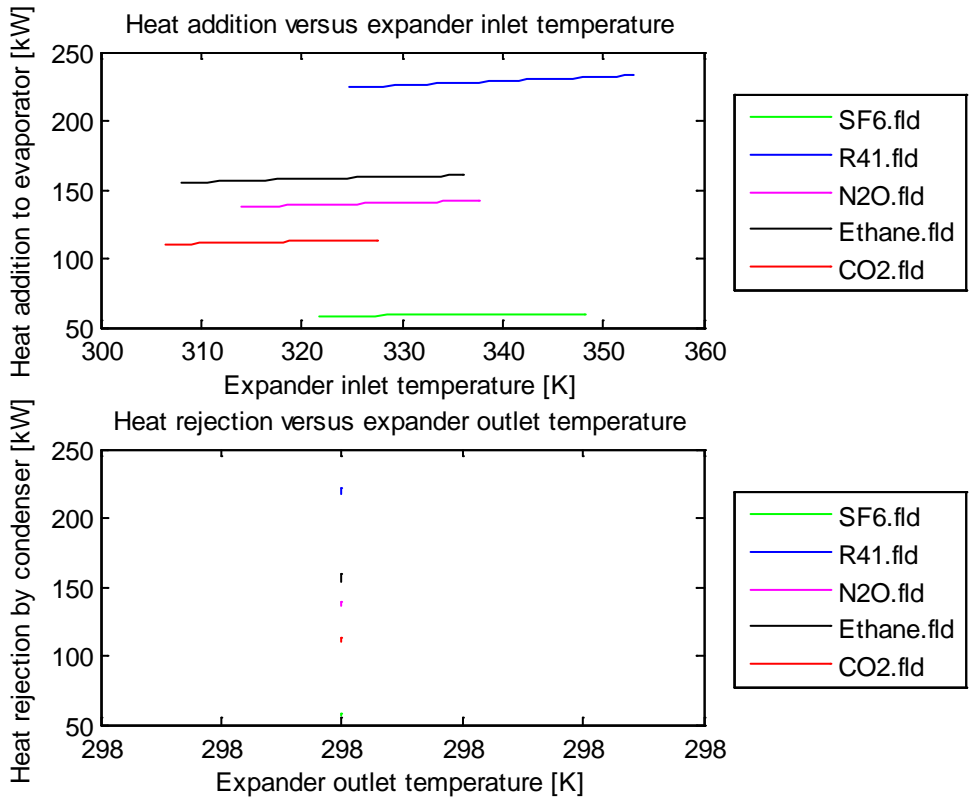 Heat addition versus expander inlet temperature
Heat addition to evaporator [kW]
250
200
150
100
50
300 310 320 330 340 350 360
Expander inlet temperature [K]
SF6.fld
R41.fld
N2O.fld
Ethane.fld
CO2.fld
Heat rejection versus expander outlet temperature
Heat rejection by condenser [kW]
250
200
150
100
50
298 298 298 298 298 298
Expander outlet temperature [K]
SF6.fld
R41.fld
N2O.fld
Ethane.fld
CO2.fld